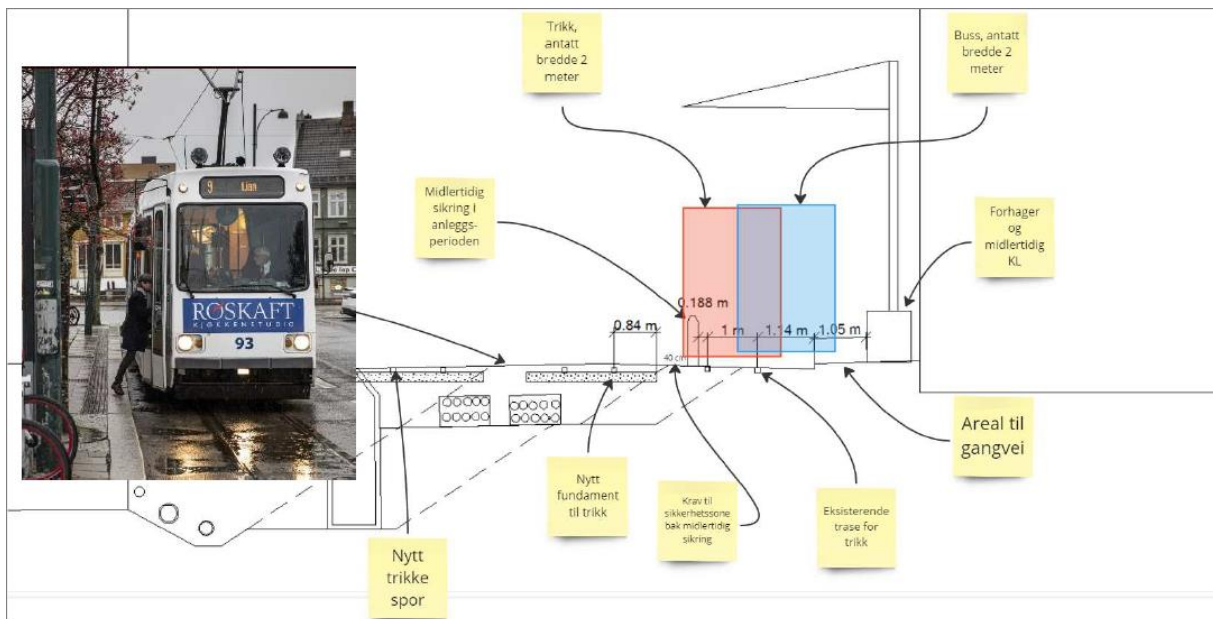 Trikk,
antatt
bredde 2
meter
Buss, antatt
bredde 2
meter
Midlertidig
sikring i
anleggs-
perioden
Forhager
og
midlertidig
KL
9
ROSKAFT
KJØKKENSTUDIO
93
0.84 m
0.188 m
1 m
1.14 m
1.05 m
40 cm
Areal til
gangvei
Nytt
fundament
til trikk
Krav til
sikkerhetssone
bak midlertidig
sikring
Eksisterende
trase for
trikk
Nytt
trikke
spor